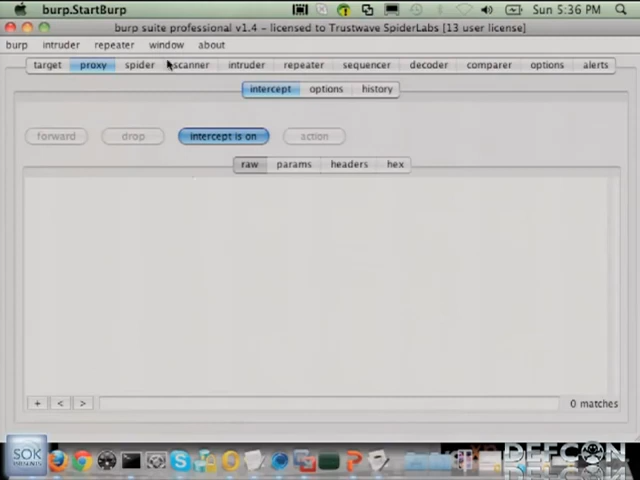 burp.StartBurp Sun 5:36 PM
burp suite professional v1.4 – licensed to Trustwave SpiderLabs [13 user license]
burp intruder repeater window about
target proxy spider scanner intruder repeater sequencer decoder comparer options alerts
intercept options history
forward drop intercept is on action
raw params headers hex
+ < > 0 matches
SOK
DEFCON